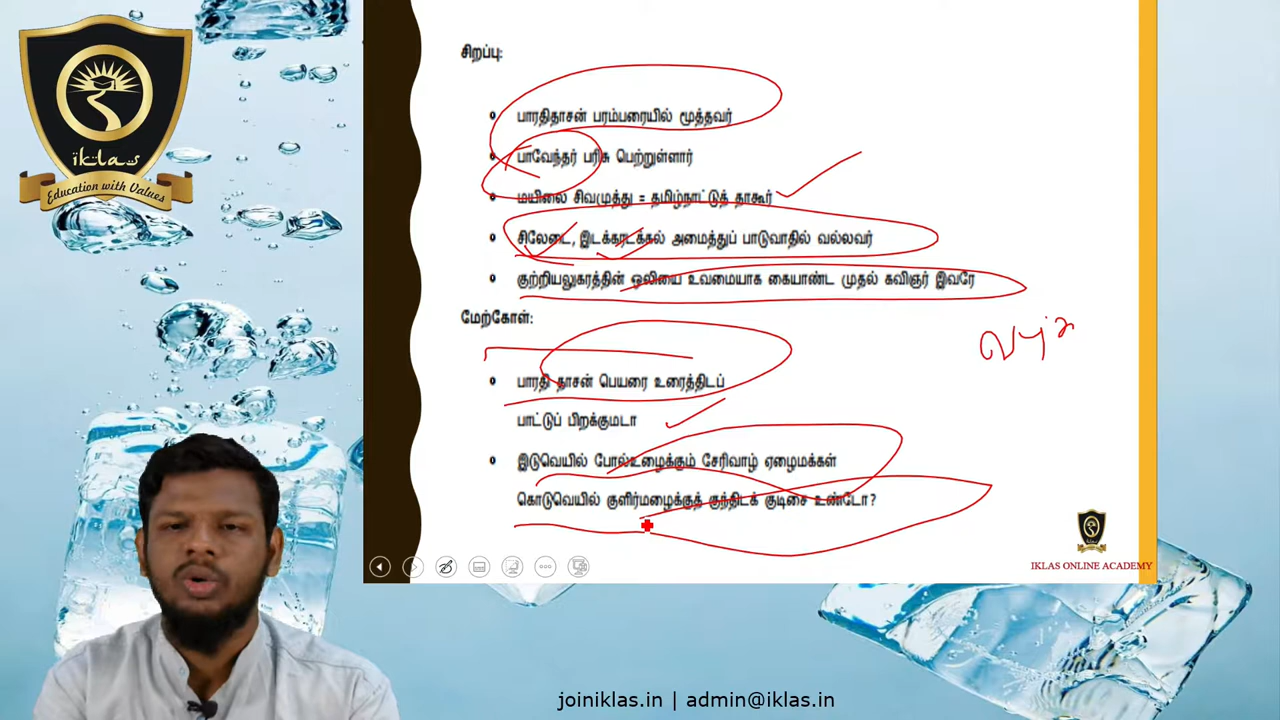 iklas
Education with Values
சிறப்பு:
பாரதிதாசன் பரம்பரையில் மூத்தவர்
பாவேந்தர் பரிசு பெற்றுள்ளார்
மயிலை சிவமுத்து = தமிழ்நாட்டுத் தாகூர்
சிலேடை, இடக்கரடக்கல் அமைத்துப் பாடுவாதில் வல்லவர்
குற்றியலுகரத்தின் ஒலியை உவமையாக கையாண்ட முதல் கவிஞர் இவரே
மேற்கோள்:
பாரதி தாசன் பெயரை உரைத்திடப்
பாட்டுப் பிறக்குமடா
இடுவெயில் போல்உழைக்கும் சேரிவாழ் ஏழைமக்கள்
கொடுவெயில் குளிர்மழைக்குத் குந்திடக் குடிசை உண்டோ?
IKLAS ONLINE ACADEMY
joiniklas.in | admin@iklas.in